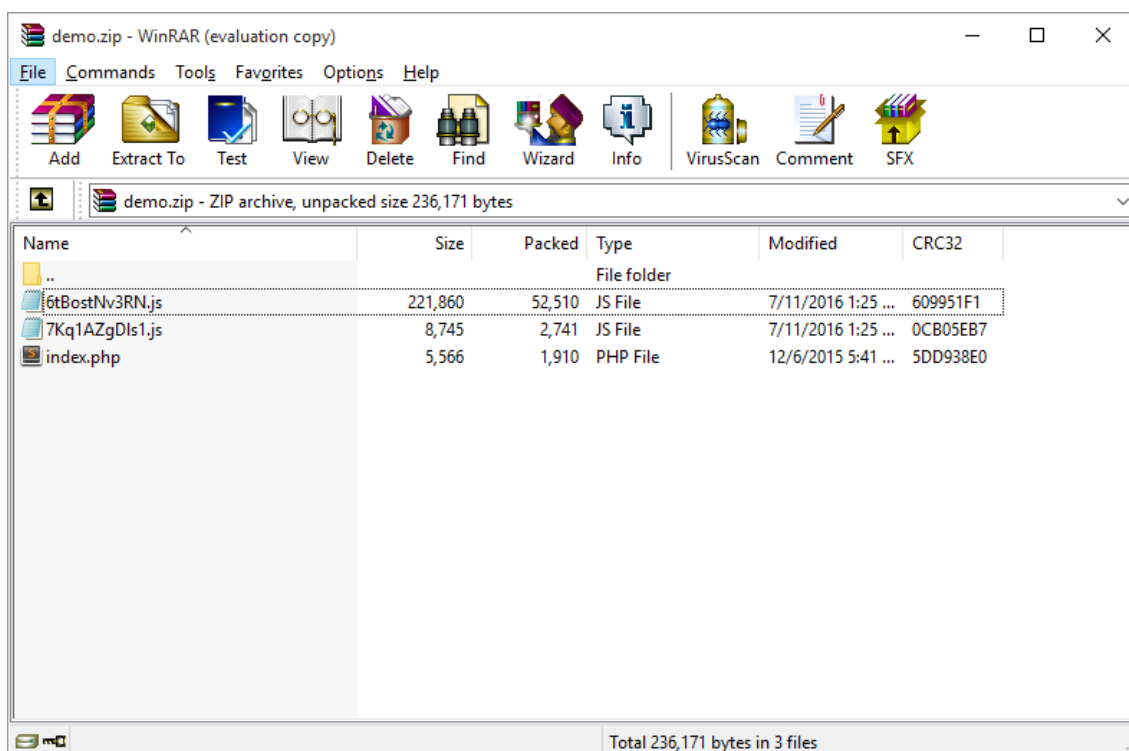 demo.zip - WinRAR (evaluation copy)
File Commands Tools Favorites Options Help
Add Extract To Test View Delete Find Wizard Info VirusScan Comment SFX
demo.zip - ZIP archive, unpacked size 236,171 bytes
Name Size Packed Type Modified CRC32
.. File folder
6tBostNv3RN.js 221,860 52,510 JS File 7/11/2016 1:25 ... 609951F1
7Kq1AZgDIs1.js 8,745 2,741 JS File 7/11/2016 1:25 ... 0CB05EB7
index.php 5,566 1,910 PHP File 12/6/2015 5:41 ... 5DD938E0
Total 236,171 bytes in 3 files